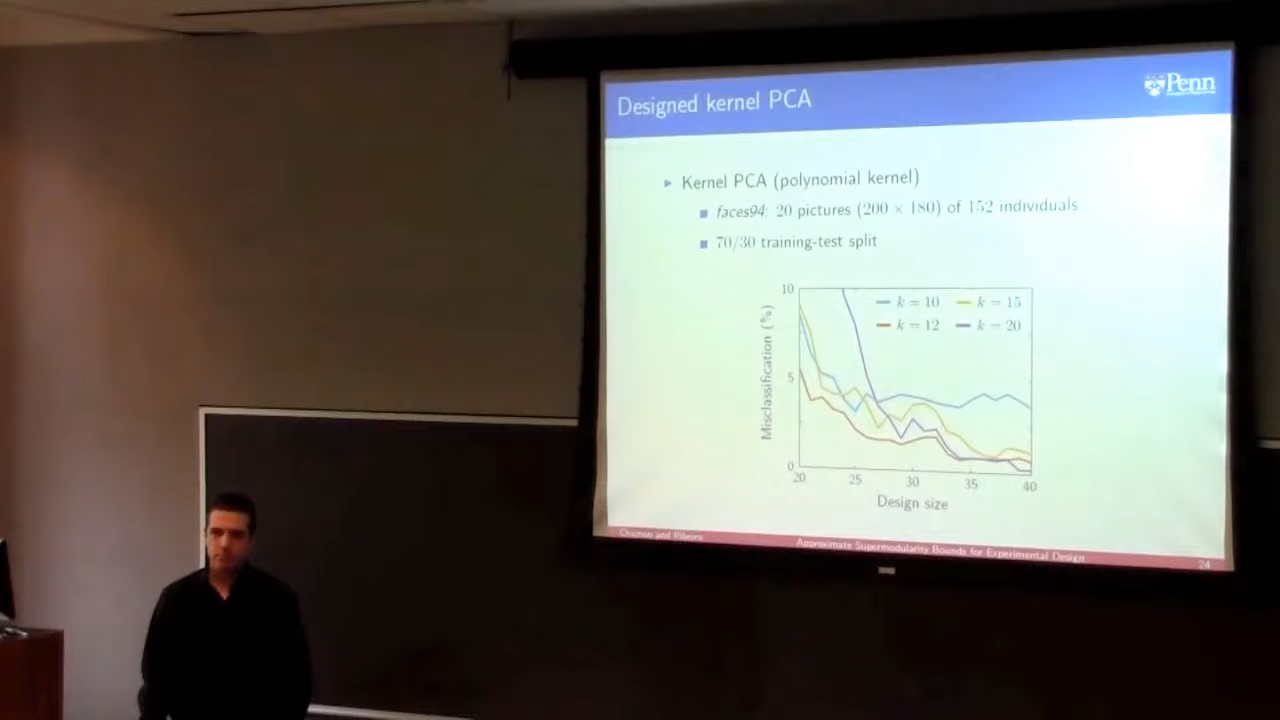 Designed kernel PCA
Penn
▶ Kernel PCA (polynomial kernel)
■ faces94: 20 pictures (200 × 180) of 152 individuals
■ 70/30 training-test split
10
5
0
Misclassification (%)
k = 10
k = 15
k = 12
k = 20
20 25 30 35 40
Design size
Chamon and Ribeiro
Approximate Supermodularity Bounds for Experimental Design
24